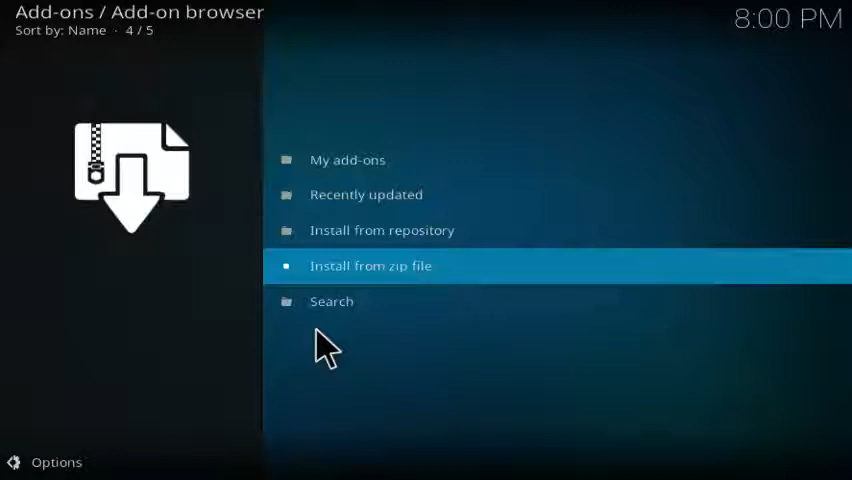 Add-ons / Add-on browser
8:00 PM
Sort by: Name · 4 / 5
My add-ons
Recently updated
Install from repository
Install from zip file
Search
Options